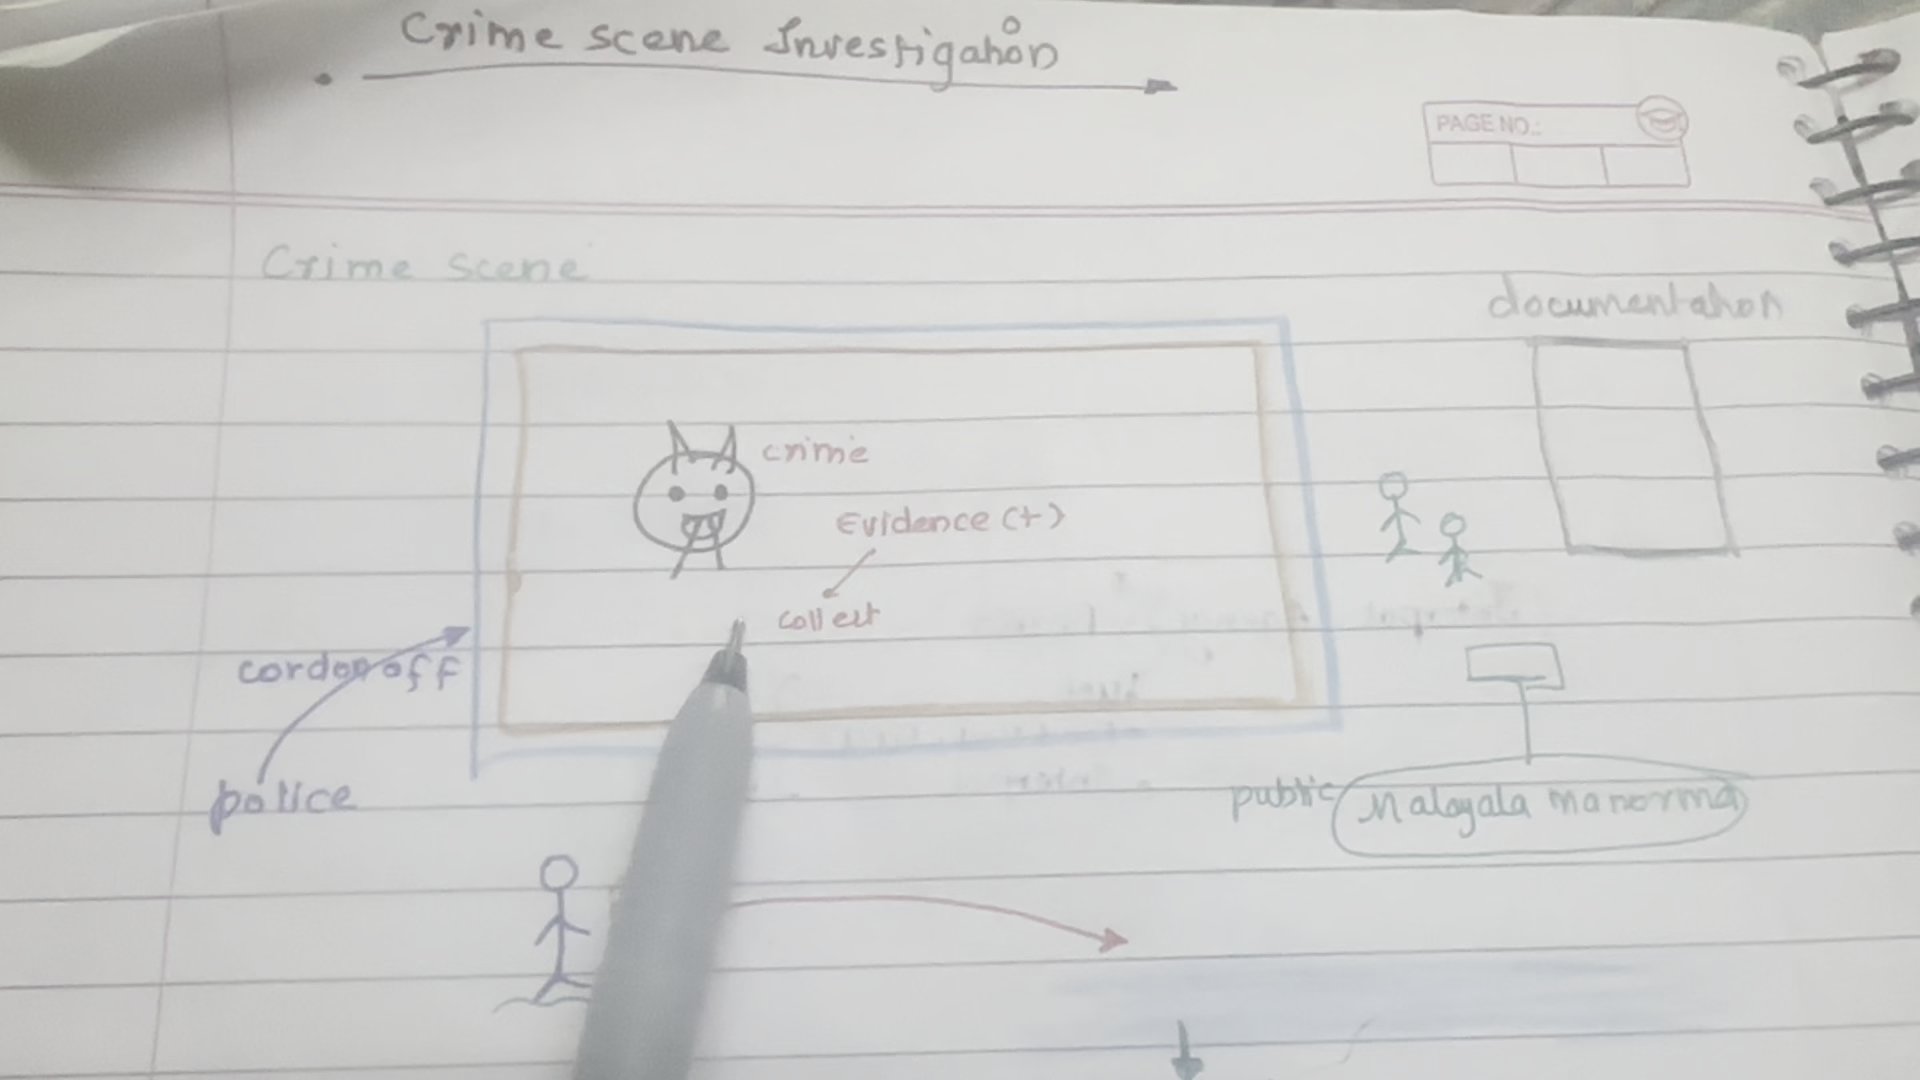 Crime scene Investigation
PAGE NO.:
Crime scene
documentation
crime
Evidence (+)
collect
cordon off
police
public Malayala manorma